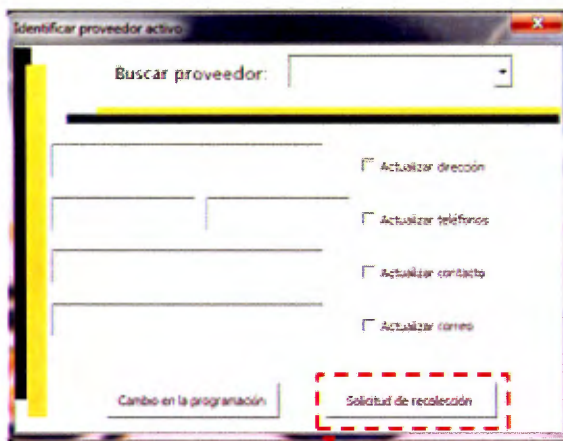 Identificar proveedor activo
Buscar proveedor:
Actualizar dirección
Actualizar teléfonos
Actualizar contacto
Actualizar correo
Cambio en la programación
Solicitud de recolección